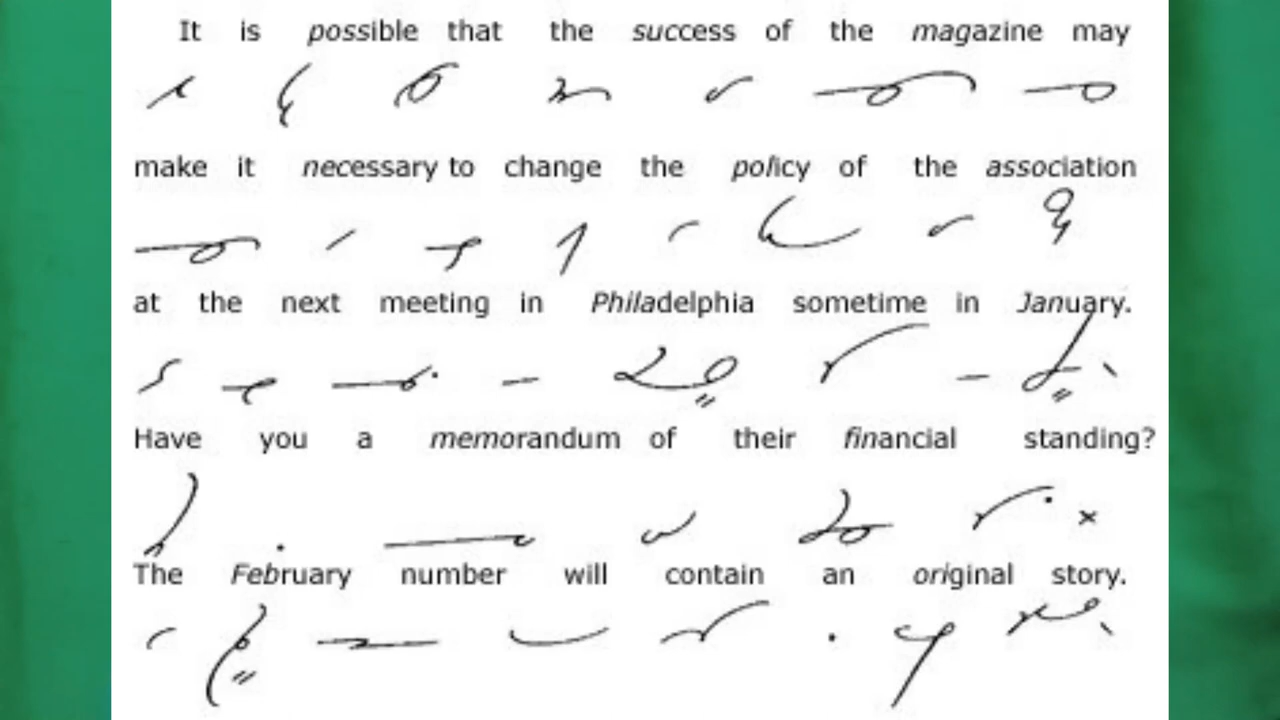 It is possible that the success of the magazine may
make it necessary to change the policy of the association
at the next meeting in Philadelphia sometime in January.
Have you a memorandum of their financial standing?
The February number will contain an original story.